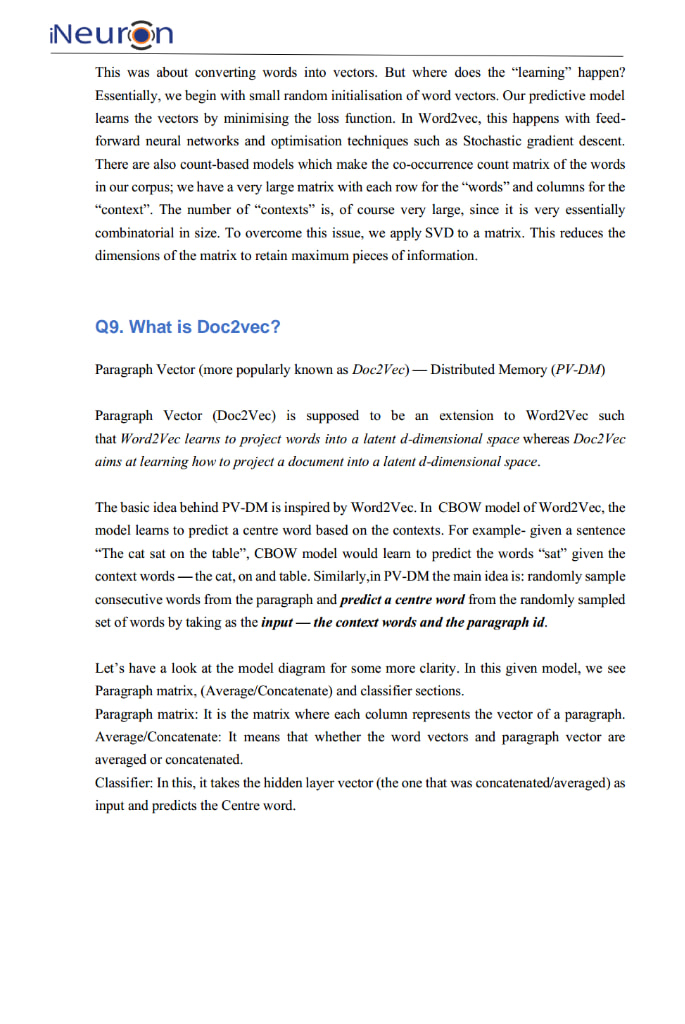 iNeuron
This was about converting words into vectors. But where does the “learning” happen?
Essentially, we begin with small random initialisation of word vectors. Our predictive model
learns the vectors by minimising the loss function. In Word2vec, this happens with feed-
forward neural networks and optimisation techniques such as Stochastic gradient descent.
There are also count-based models which make the co-occurrence count matrix of the words
in our corpus; we have a very large matrix with each row for the “words” and columns for the
“context”. The number of “contexts” is, of course very large, since it is very essentially
combinatorial in size. To overcome this issue, we apply SVD to a matrix. This reduces the
dimensions of the matrix to retain maximum pieces of information.
Q9. What is Doc2vec?
Paragraph Vector (more popularly known as Doc2Vec) — Distributed Memory (PV-DM)
Paragraph Vector (Doc2Vec) is supposed to be an extension to Word2Vec such
that Word2Vec learns to project words into a latent d-dimensional space whereas Doc2Vec
aims at learning how to project a document into a latent d-dimensional space.
The basic idea behind PV-DM is inspired by Word2Vec. In CBOW model of Word2Vec, the
model learns to predict a centre word based on the contexts. For example- given a sentence
“The cat sat on the table”, CBOW model would learn to predict the words “sat” given the
context words — the cat, on and table. Similarly,in PV-DM the main idea is: randomly sample
consecutive words from the paragraph and predict a centre word from the randomly sampled
set of words by taking as the input — the context words and the paragraph id.
Let’s have a look at the model diagram for some more clarity. In this given model, we see
Paragraph matrix, (Average/Concatenate) and classifier sections.
Paragraph matrix: It is the matrix where each column represents the vector of a paragraph.
Average/Concatenate: It means that whether the word vectors and paragraph vector are
averaged or concatenated.
Classifier: In this, it takes the hidden layer vector (the one that was concatenated/averaged) as
input and predicts the Centre word.